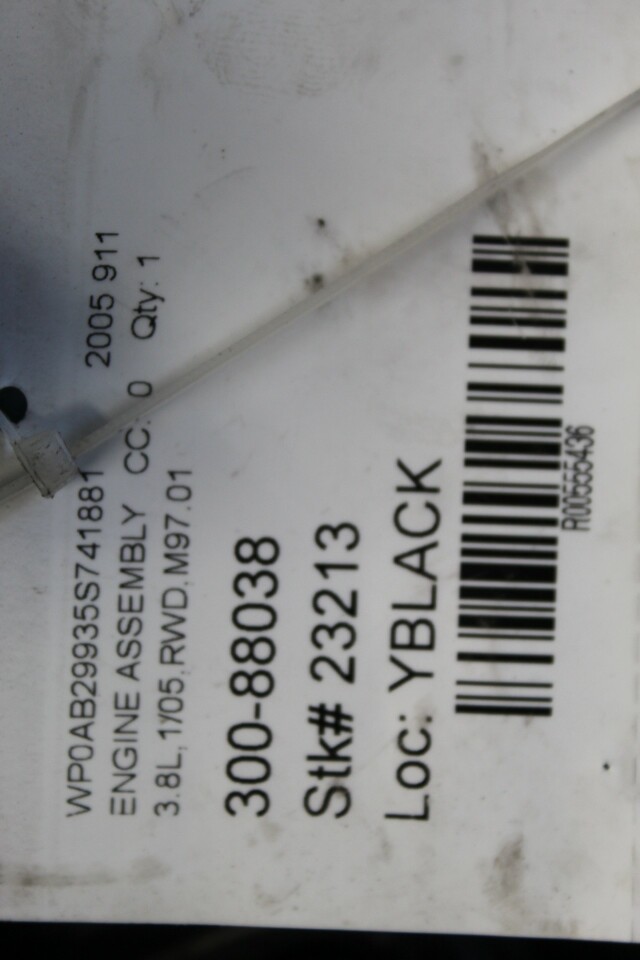 WP0AB29935S741881 2005 911
ENGINE ASSEMBLY CC: 0 Qty: 1
3.8L,1/05,RWD,M97.01
300-88038
Stk# 23213
Loc: YBLACK
R00555436